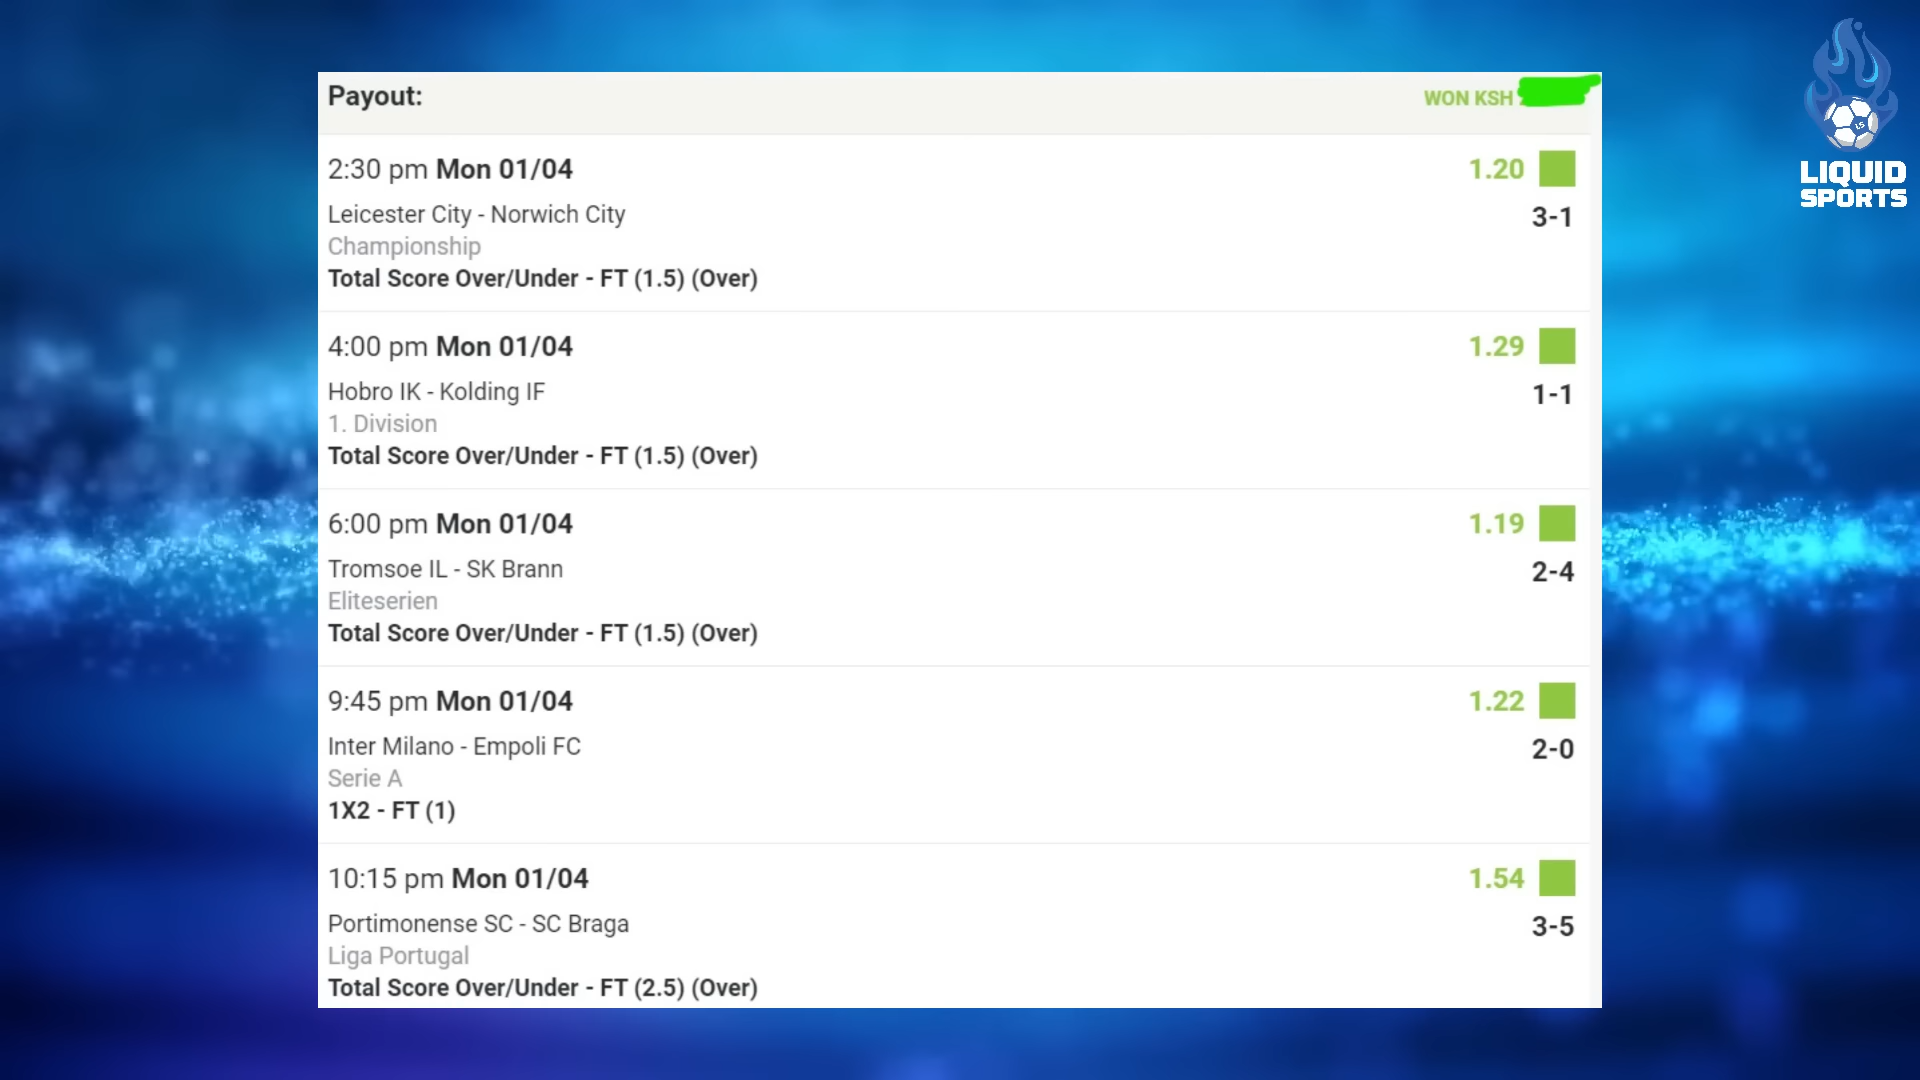 Payout:
WON KSH
2:30 pm Mon 01/04
1.20
Leicester City - Norwich City
3-1
Championship
Total Score Over/Under - FT (1.5) (Over)
4:00 pm Mon 01/04
1.29
Hobro IK - Kolding IF
1-1
1. Division
Total Score Over/Under - FT (1.5) (Over)
6:00 pm Mon 01/04
1.19
Tromsoe IL - SK Brann
2-4
Eliteserien
Total Score Over/Under - FT (1.5) (Over)
9:45 pm Mon 01/04
1.22
Inter Milano - Empoli FC
2-0
Serie A
1X2 - FT (1)
10:15 pm Mon 01/04
1.54
Portimonense SC - SC Braga
3-5
Liga Portugal
Total Score Over/Under - FT (2.5) (Over)
LS
LIQUID
SPORTS